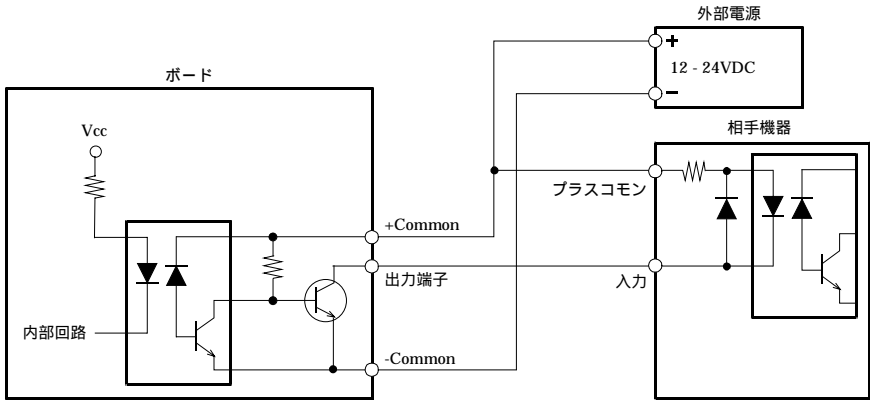 外部電源
12 - 24VDC
ボード
相手機器
Vcc
プラスコモン
+Common
出力端子
入力
内部回路
-Common